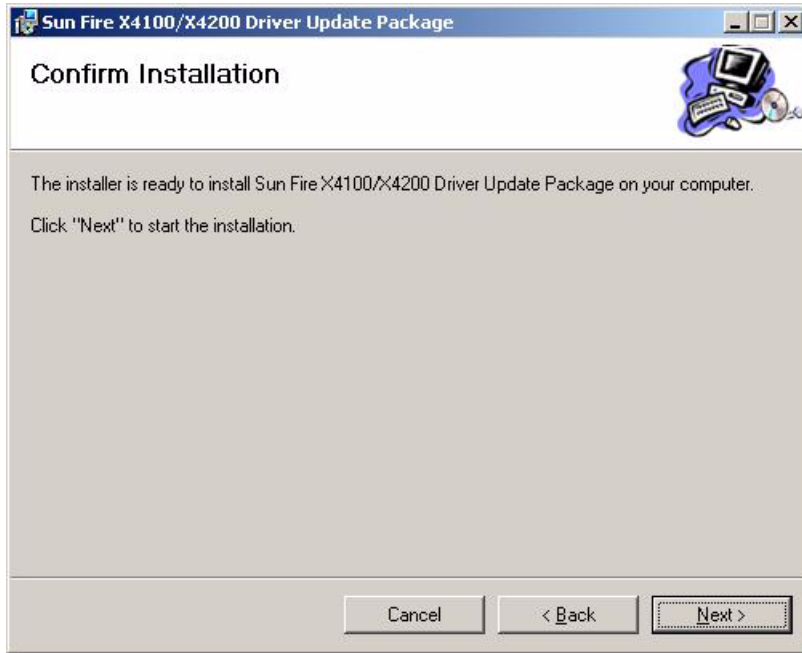 Sun Fire X4100/X4200 Driver Update Package
Confirm Installation
The installer is ready to install Sun Fire X4100/X4200 Driver Update Package on your computer.
Click "Next" to start the installation.
Cancel
< Back
Next >